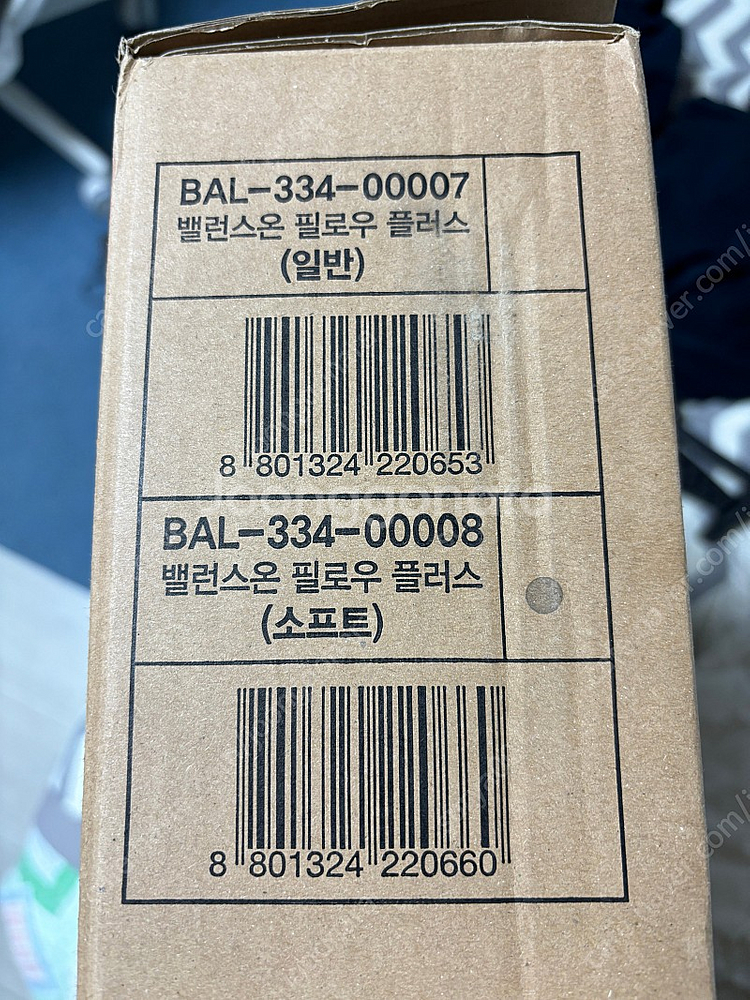 BAL-334-00007
밸런스온 필로우 플러스
(일반)
8 801324 220653
BAL-334-00008
밸런스온 필로우 플러스
(소프트)
8 801324 220660